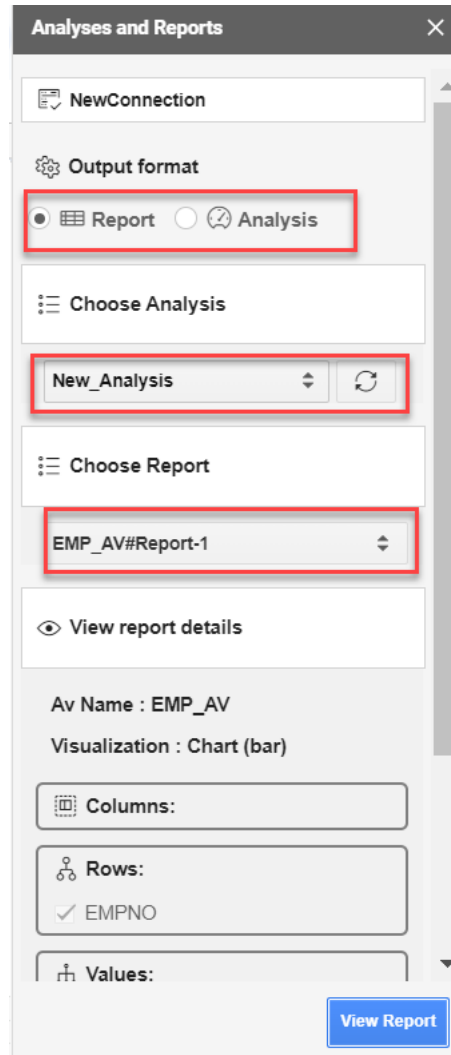 Analyses and Reports
NewConnection
Output format
Report Analysis
Choose Analysis
New_Analysis
Choose Report
EMP_AV#Report-1
View report details
Av Name : EMP_AV
Visualization : Chart (bar)
Columns:
Rows:
EMPNO
Values:
View Report